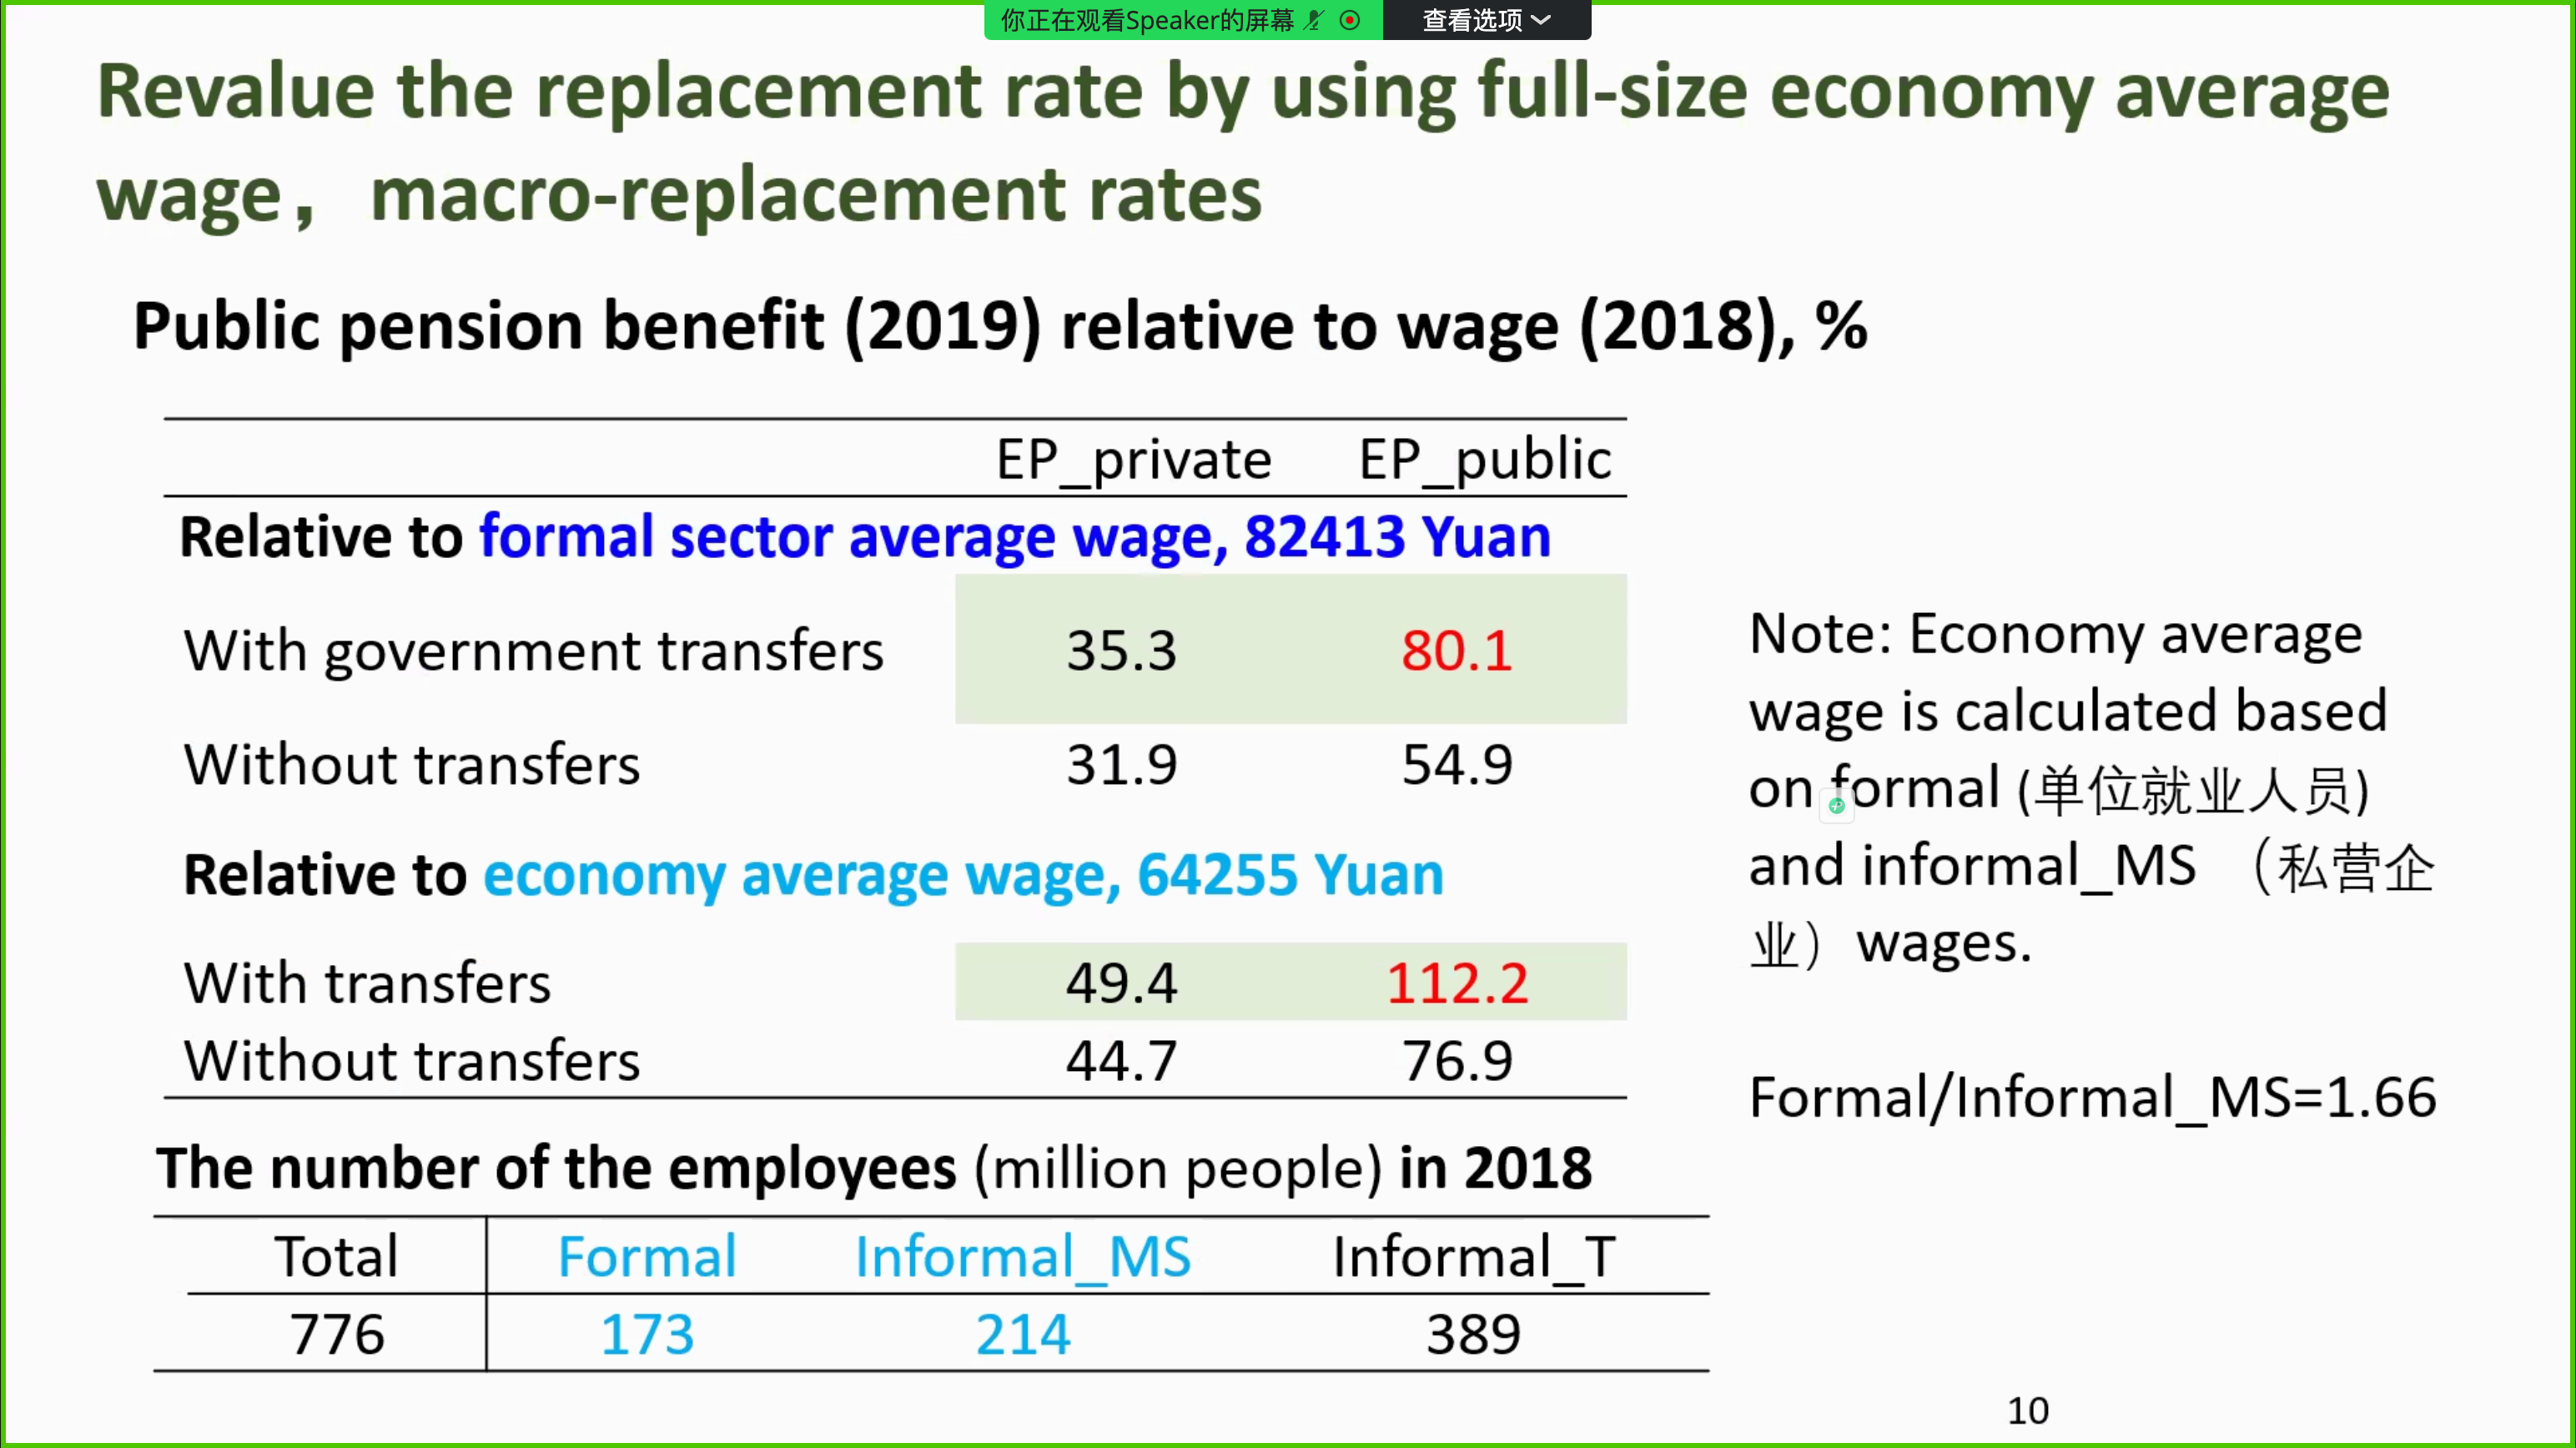 你正在观看Speaker的屏幕 查看选项
Revalue the replacement rate by using full-size economy average
wage， macro-replacement rates
Public pension benefit (2019) relative to wage (2018), %
EP_private EP_public
Relative to formal sector average wage, 82413 Yuan
With government transfers 35.3 80.1
Without transfers 31.9 54.9
Relative to economy average wage, 64255 Yuan
With transfers 49.4 112.2
Without transfers 44.7 76.9
Note: Economy average
wage is calculated based
on formal (单位就业人员)
and informal_MS （私营企
业）wages.
Formal/Informal_MS=1.66
The number of the employees (million people) in 2018
Total Formal Informal_MS Informal_T
776 173 214 389
10